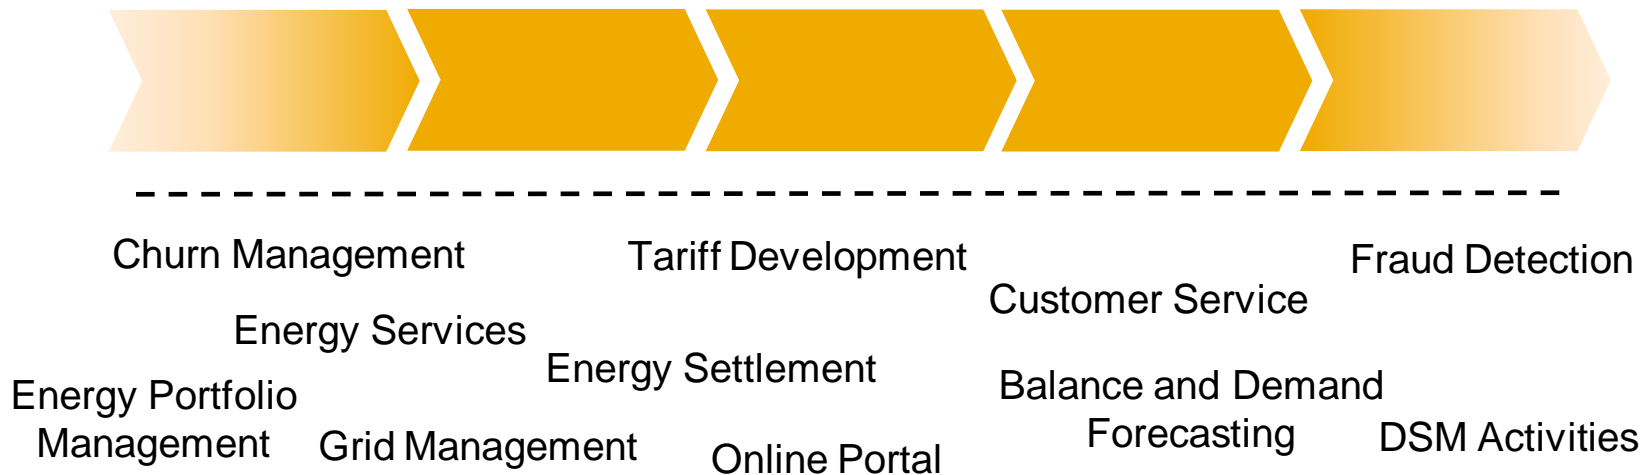 Churn Management
Tariff Development
Fraud Detection
Customer Service
Energy Services
Energy Settlement
Energy Portfolio
Management
Balance and Demand
Forecasting
Grid Management
Online Portal
DSM Activities